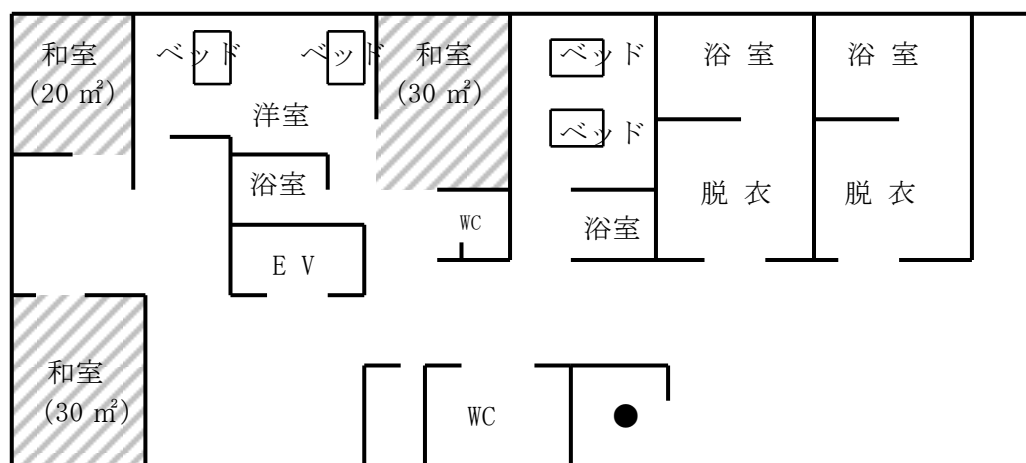 和室
(20 ㎡)
ベッド
ベッド
洋室
浴室
EV
和室
(30 ㎡)
WC
ベッド
ベッド
浴室
浴 室
脱 衣
浴 室
脱 衣
和室
(30 ㎡)
WC